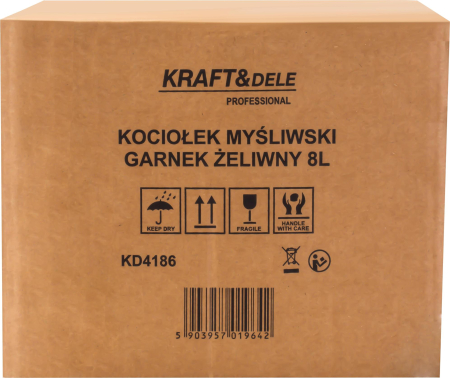 KRAFT&DELE
PROFESSIONAL
KOCIOŁEK MYŚLIWSKI
GARNEK ŻELIWNY 8L
KEEP DRY
FRAGILE
HANDLE
WITH CARE
KD4186
5 903957 019642